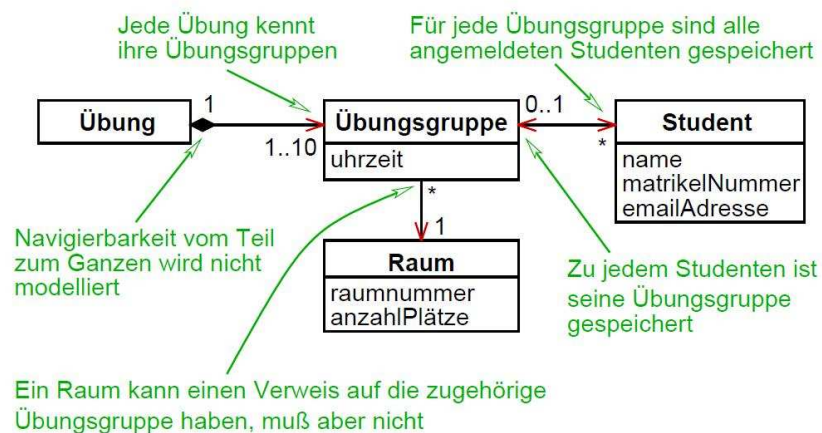 Jede Übung kennt
ihre Übungsgruppen
Für jede Übungsgruppe sind alle
angemeldeten Studenten gespeichert
Übung
1
1..10
Übungsgruppe
uhrzeit
0..1
*
Student
name
matrikelNummer
emailAdresse
*
1
Raum
raumnummer
anzahlPlätze
Navigierbarkeit vom Teil
zum Ganzen wird nicht
modelliert
Zu jedem Studenten ist
seine Übungsgruppe
gespeichert
Ein Raum kann einen Verweis auf die zugehörige
Übungsgruppe haben, muß aber nicht